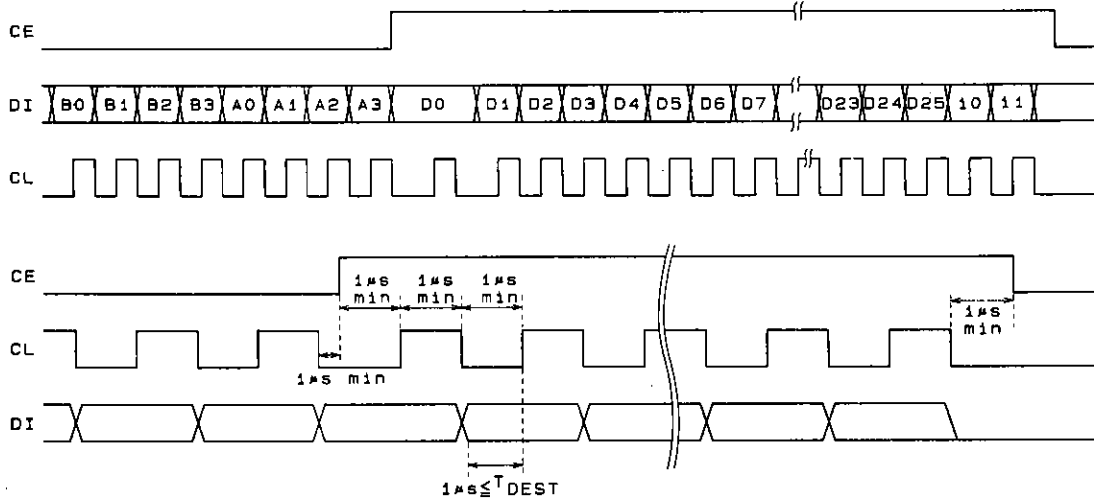 CE
DI B0 B1 B2 B3 A0 A1 A2 A3 D0 D1 D2 D3 D4 D5 D6 D7 D23 D24 D25 i0 i1
CL
CE
1μs min 1μs min 1μs min
1μs min
CL
1μs min
DI
1μs≦TDEST